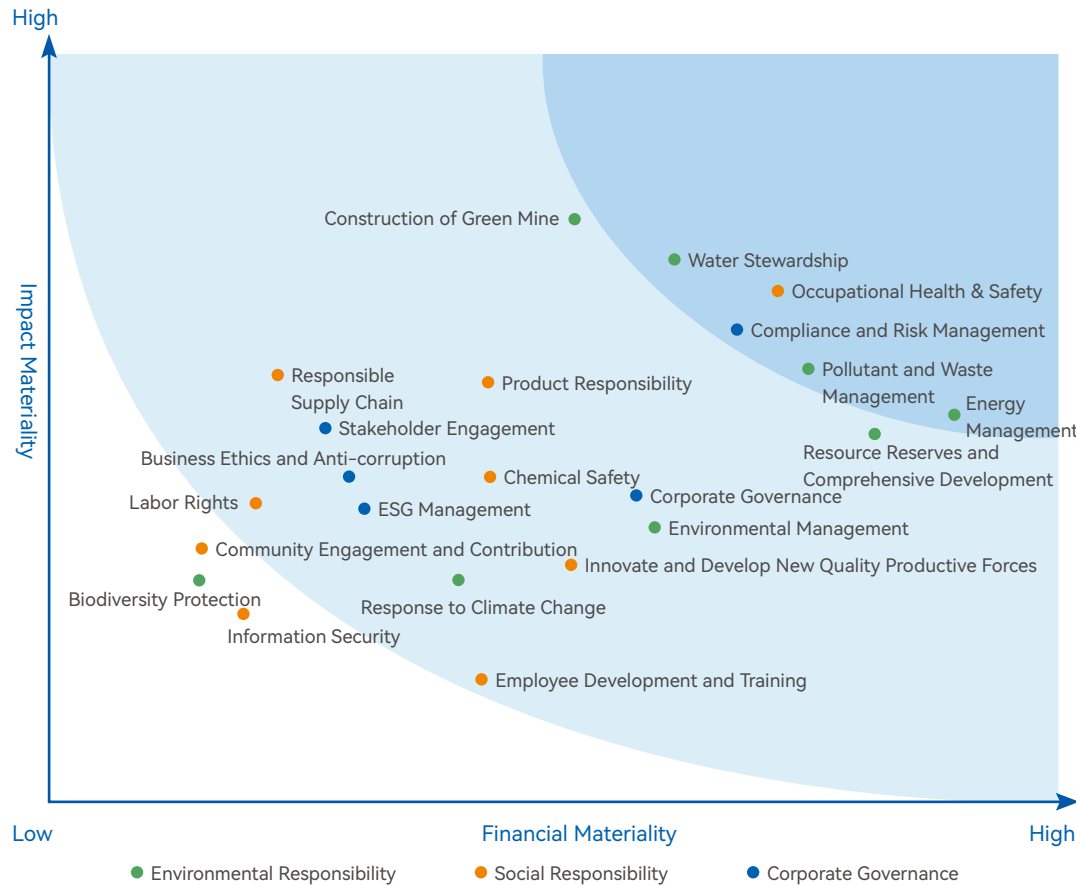 High
Construction of Green Mine
Water Stewardship
Occupational Health & Safety
Compliance and Risk Management
Impact Materiality
Responsible
Supply Chain
Product Responsibility
Pollutant and Waste
Management
Energy
Management
Stakeholder Engagement
Resource Reserves and
Comprehensive Development
Business Ethics and Anti-corruption
Chemical Safety
Corporate Governance
Labor Rights
ESG Management
Environmental Management
Community Engagement and Contribution
Innovate and Develop New Quality Productive Forces
Biodiversity Protection
Response to Climate Change
Information Security
Employee Development and Training
Low
Financial Materiality
High
Environmental Responsibility
Social Responsibility
Corporate Governance